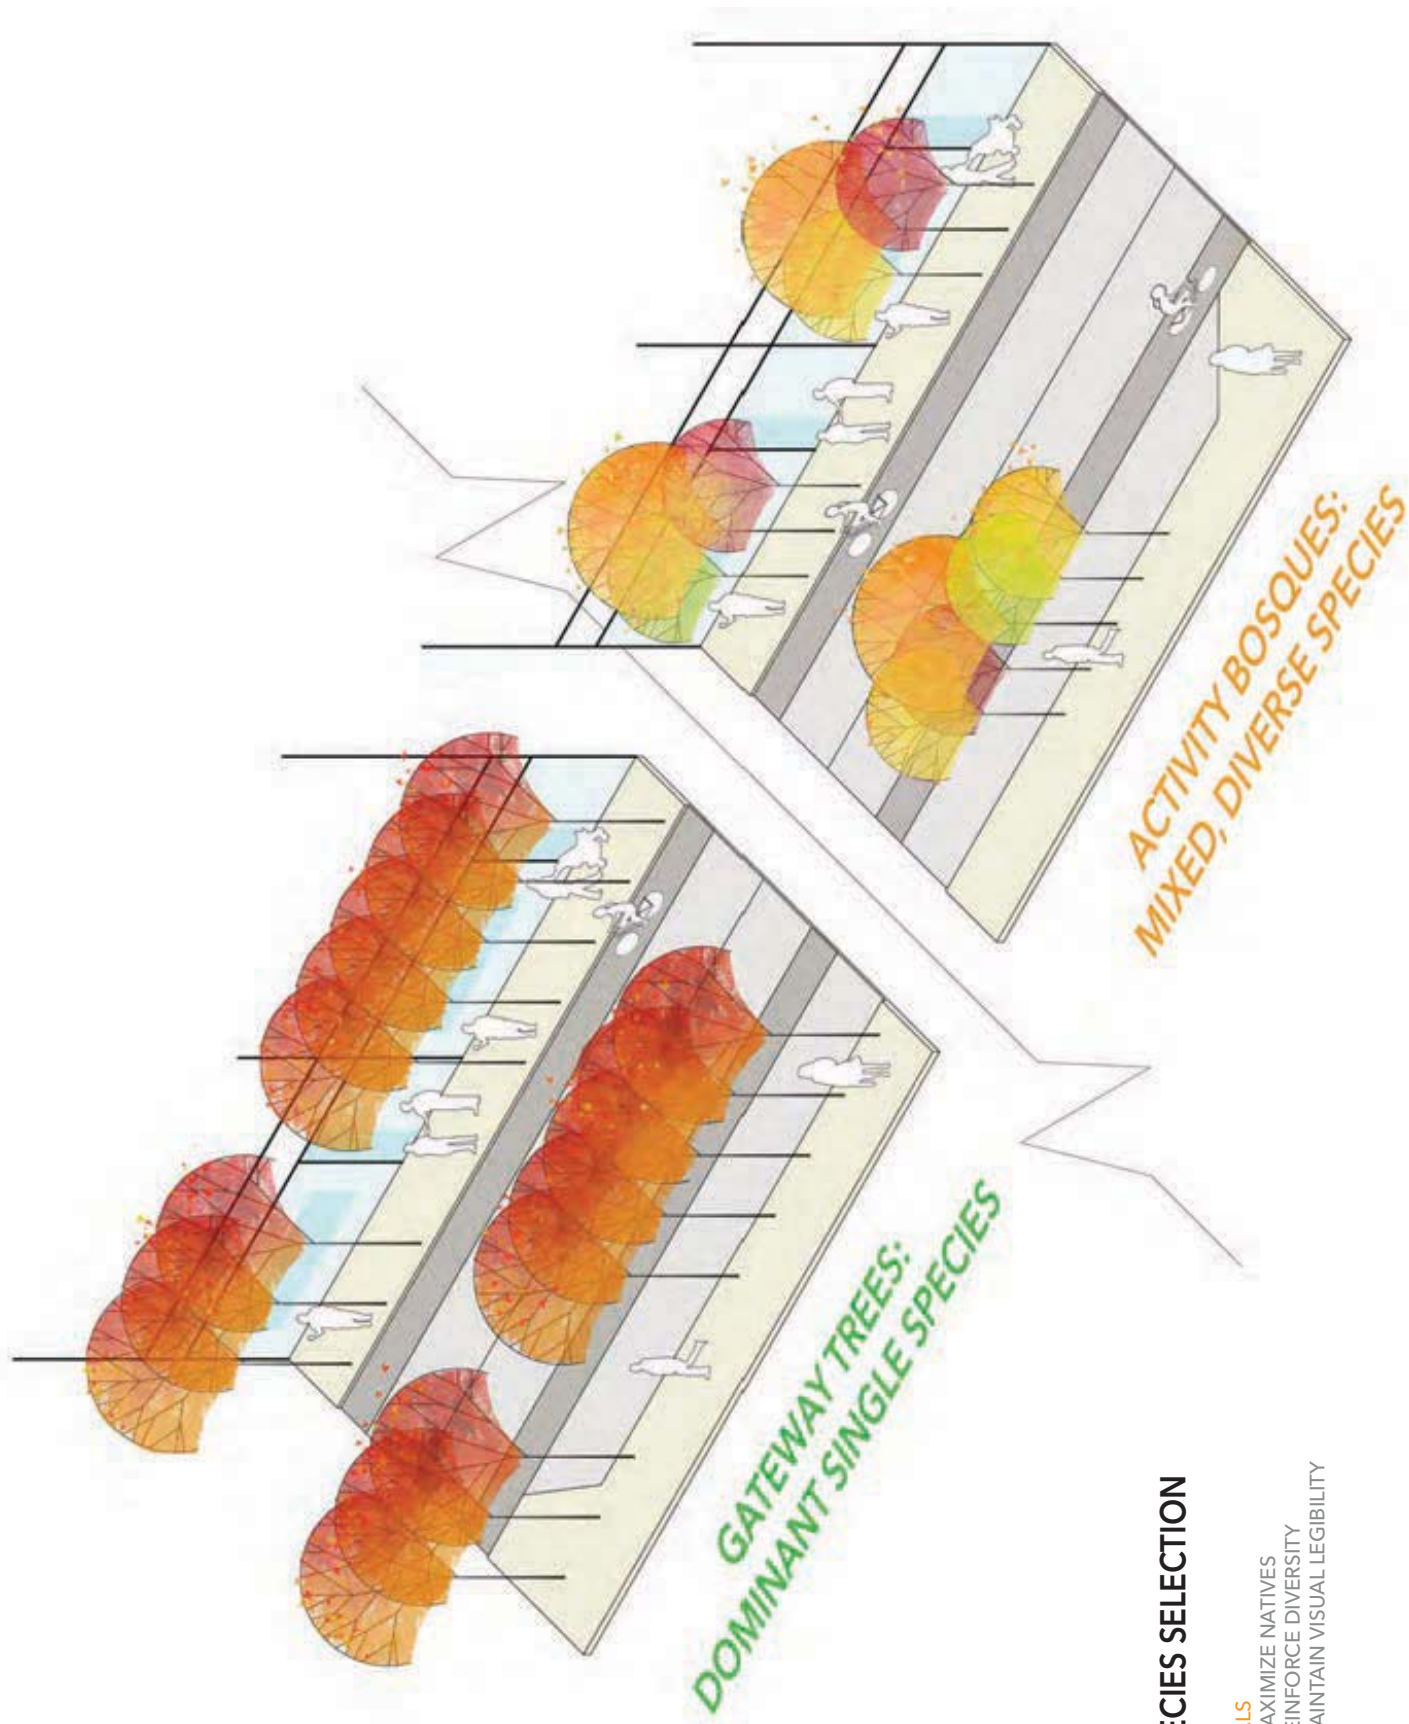 GATEWAY TREES:
DOMINANT SINGLE SPECIES
ACTIVITY BOSQUES:
MIXED, DIVERSE SPECIES
ECIES SELECTION
ALS
AXIMIZE NATIVES
EINFORCE DIVERSITY
AINTAIN VISUAL LEGIBILITY